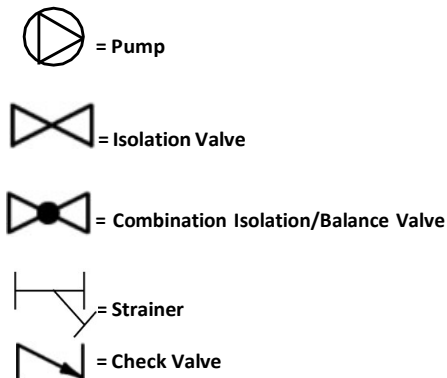 = Pump
= Isolation Valve
= Combination Isolation/Balance Valve
= Strainer
= Check Valve